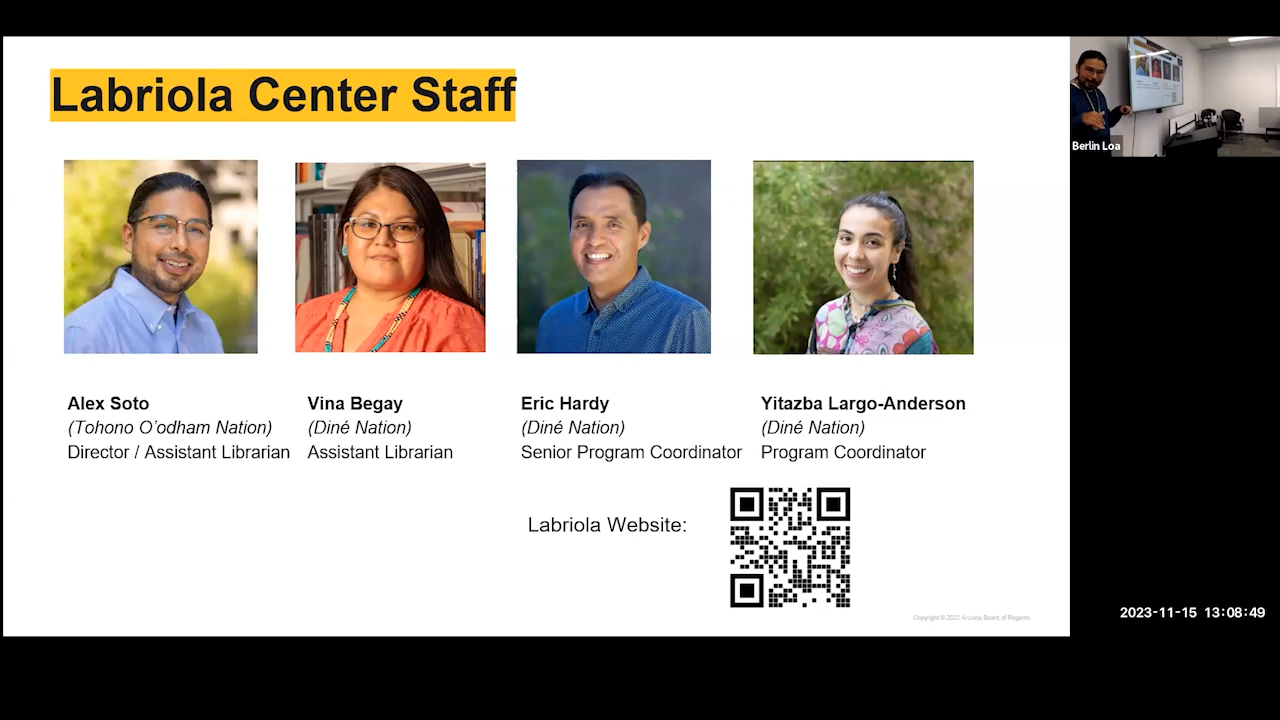 Labriola Center Staff
Berlin Loa
Alex Soto
(Tohono O'odham Nation)
Director / Assistant Librarian
Vina Begay
(Diné Nation)
Assistant Librarian
Eric Hardy
(Diné Nation)
Senior Program Coordinator
Yitazba Largo-Anderson
(Diné Nation)
Program Coordinator
Labriola Website:
Copyright © 2022 Arizona Board of Regents
2023-11-15 13:08:49